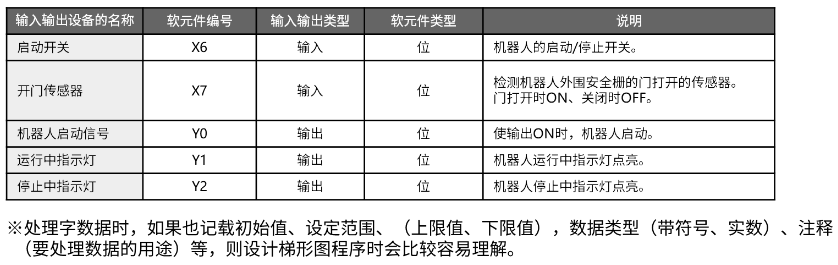 输入输出设备的名称 软元件编号 输入输出类型 软元件类型 说明
启动开关 X6 输入 位 机器人的启动/停止开关。
开门传感器 X7 输入 位 检测机器人外围安全栅的门打开的传感器。
门打开时ON、关闭时OFF。
机器人启动信号 Y0 输出 位 使输出ON时，机器人启动。
运行中指示灯 Y1 输出 位 机器人运行中指示灯点亮。
停止中指示灯 Y2 输出 位 机器人停止中指示灯点亮。
※处理字数据时，如果也记载初始值、设定范围、（上限值、下限值），数据类型（带符号、实数）、注释
（要处理数据的用途）等，则设计梯形图程序时会比较容易理解。